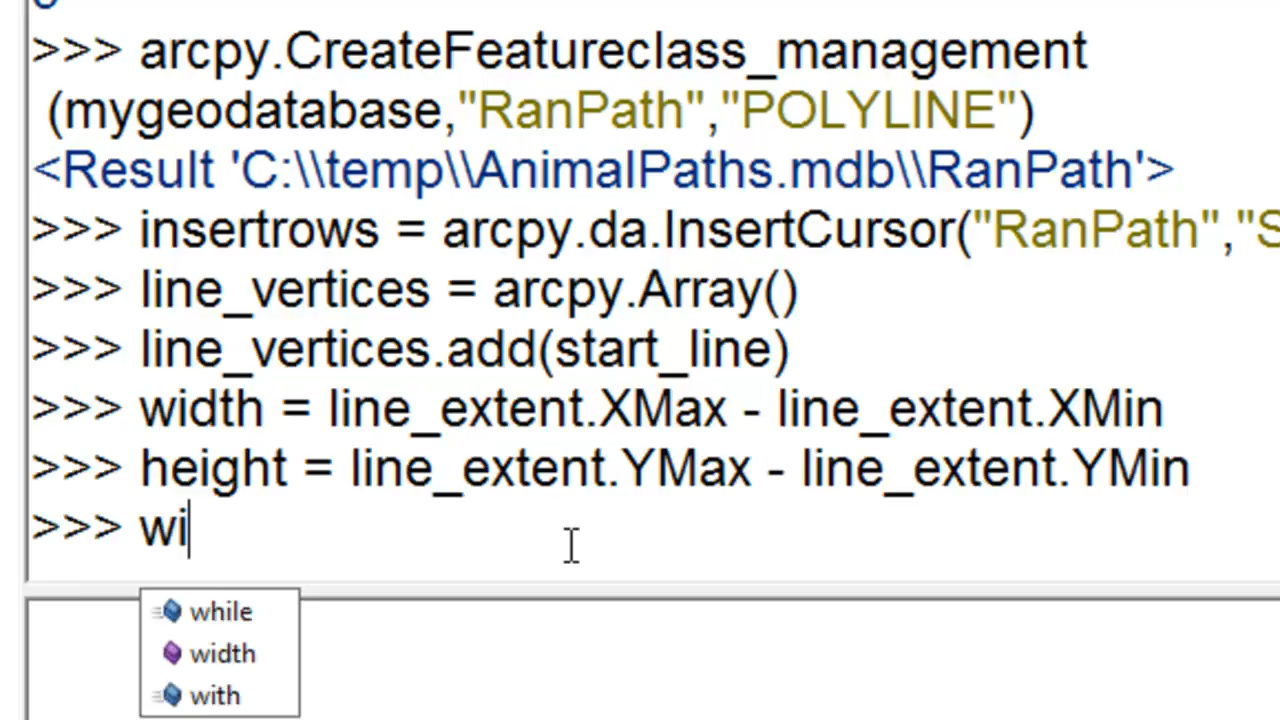 >>> arcpy.CreateFeatureclass_management
(mygeodatabase,"RanPath","POLYLINE")
<Result 'C:\\temp\\AnimalPaths.mdb\\RanPath'>
>>> insertrows = arcpy.da.InsertCursor("RanPath","S
>>> line_vertices = arcpy.Array()
>>> line_vertices.add(start_line)
>>> width = line_extent.XMax - line_extent.XMin
>>> height = line_extent.YMax - line_extent.YMin
>>> wi
while
width
with